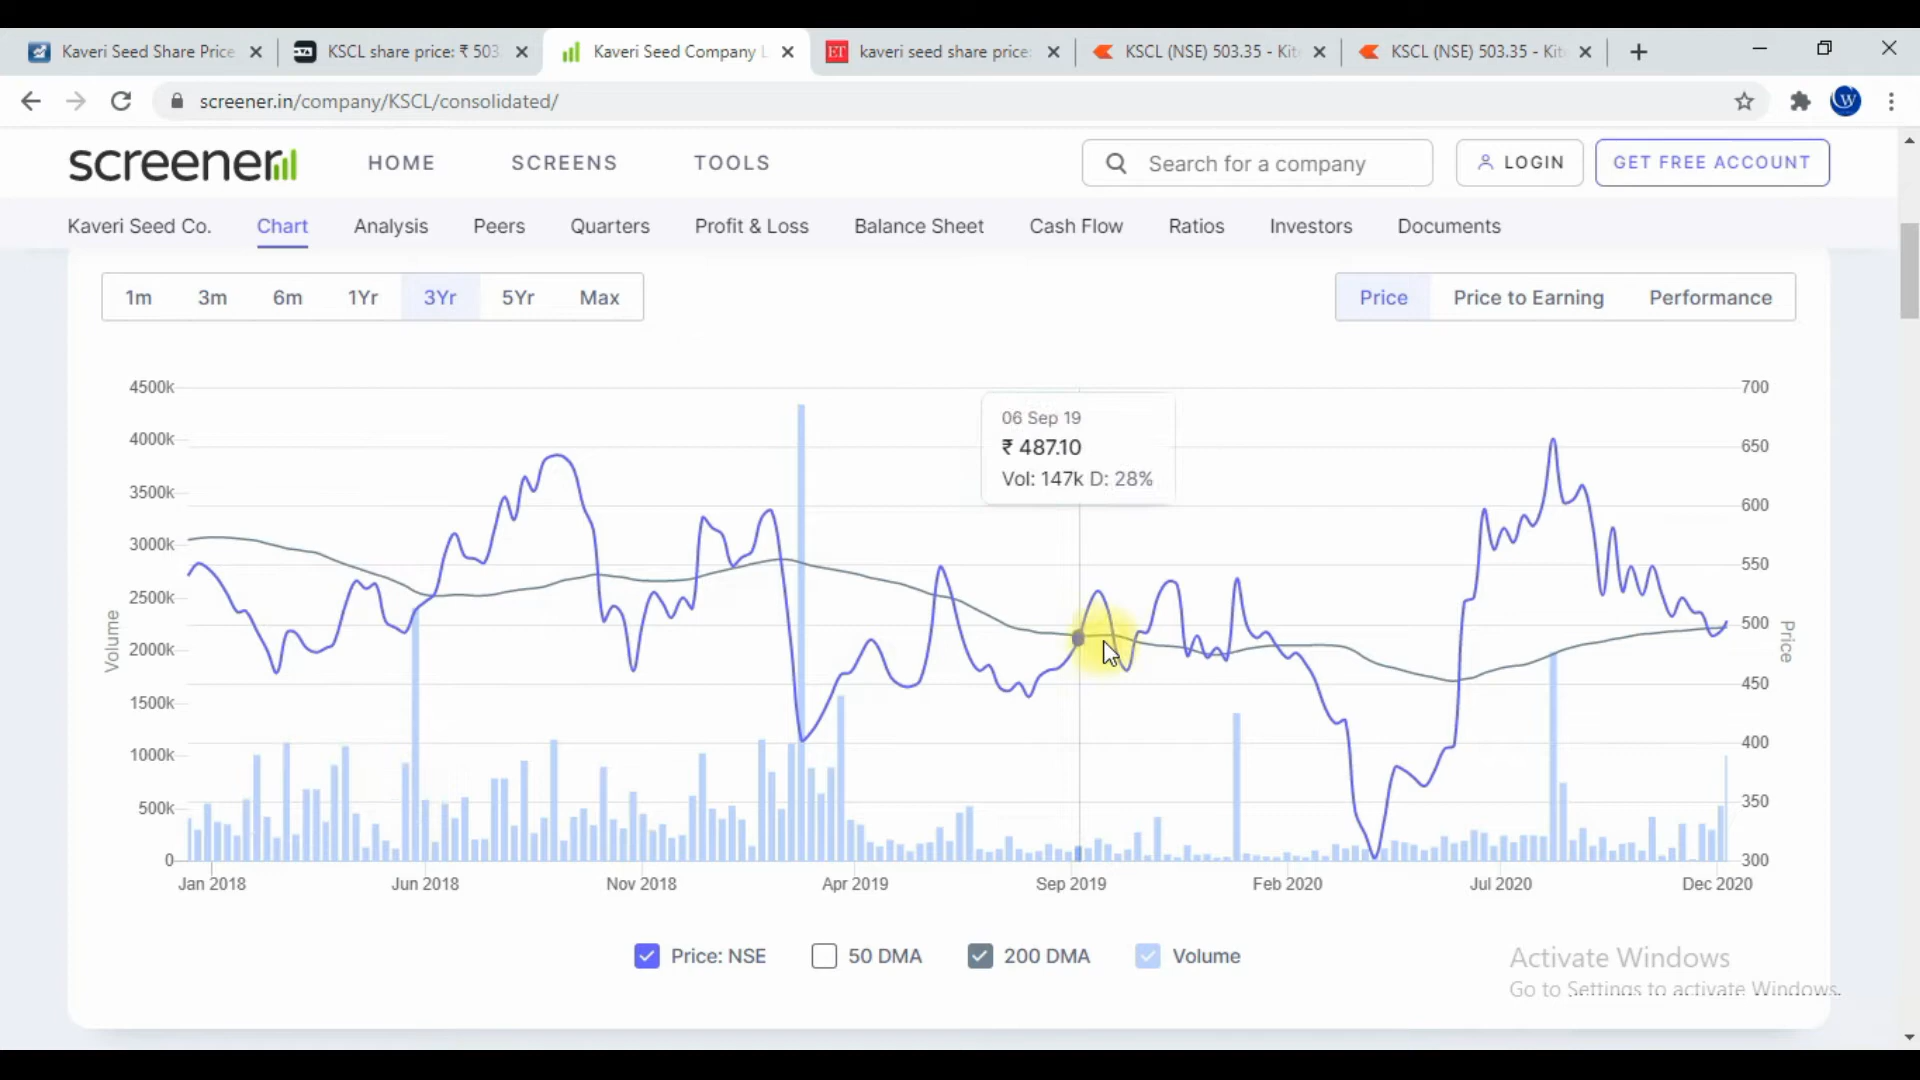 Kaveri Seed Share Price
KSCL share price: ₹ 503
Kaveri Seed Company L
ET kaveri seed share price:
KSCL (NSE) 503.35 - Kit
KSCL (NSE) 503.35 - Kit
screener.in/company/KSCL/consolidated/
W
screener HOME SCREENS TOOLS Search for a company LOGIN GET FREE ACCOUNT
Kaveri Seed Co. Chart Analysis Peers Quarters Profit & Loss Balance Sheet Cash Flow Ratios Investors Documents
1m 3m 6m 1Yr 3Yr 5Yr Max Price Price to Earning Performance
4500k 700
4000k 650
3500k 600
3000k 550
2500k 500
2000k 450
1500k 400
1000k 350
500k 300
0
Volume
Price
06 Sep 19
₹ 487.10
Vol: 147k D: 28%
Jan 2018 Jun 2018 Nov 2018 Apr 2019 Sep 2019 Feb 2020 Jul 2020 Dec 2020
Price: NSE 50 DMA 200 DMA Volume
Activate Windows
Go to Settings to activate Windows.